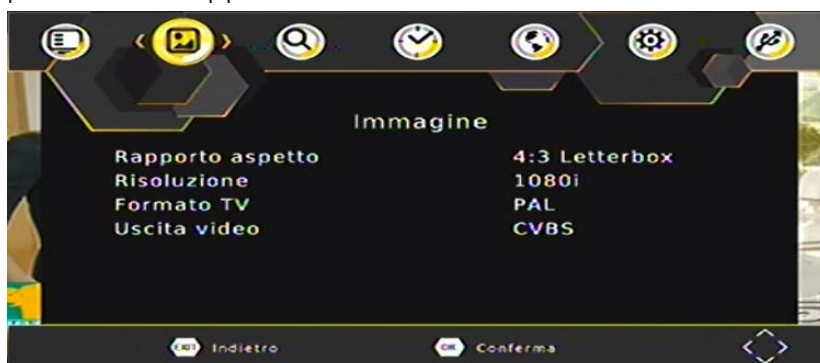 Immagine
Rapporto aspetto 4:3 Letterbox
Risoluzione 1080i
Formato TV PAL
Uscita video CVBS
EXIT Indietro OK Conferma